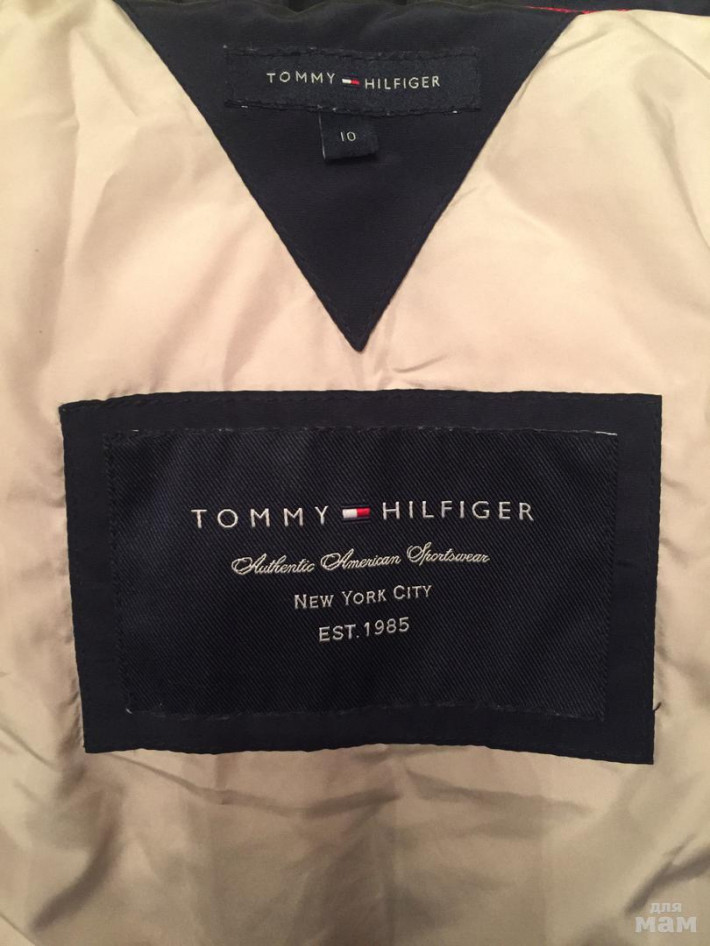 TOMMY HILFIGER
10
TOMMY HILFIGER
Authentic American Sportswear
NEW YORK CITY
EST. 1985
для
мам